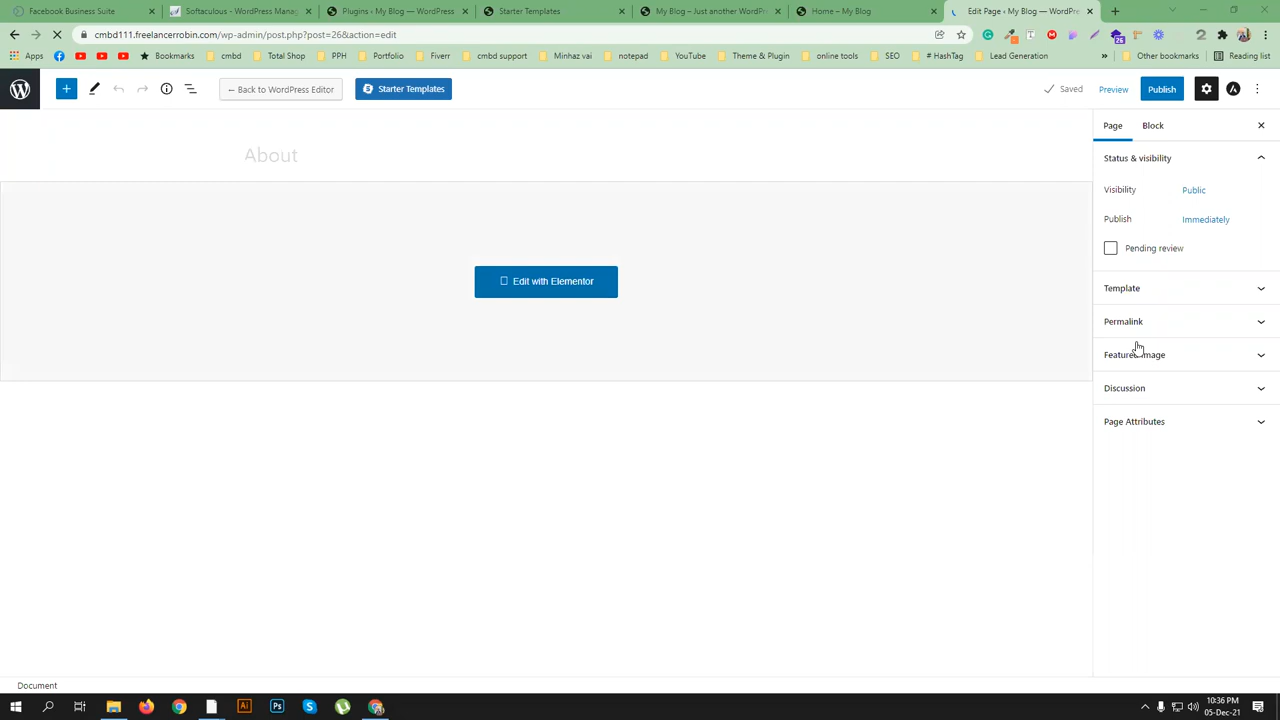 Facebook Business Suite
Softaculous - WordPress Manag
Plugins ‹ My Blog — WordPress
Starter Templates
My Blog – Just another WordPres
Home – My Blog
Edit Page ‹ My Blog — WordPress
cmbd111.freelancerrobin.com/wp-admin/post.php?post=26&action=edit
Apps
Bookmarks
cmbd
Total Shop
PPH
Portfolio
Fiverr
cmbd support
Minhaz vai
notepad
YouTube
Theme & Plugin
online tools
SEO
# HashTag
Lead Generation
»
Other bookmarks
Reading list
← Back to WordPress Editor
Starter Templates
Saved
Preview
Publish
About
Edit with Elementor
Page
Block
Status & visibility
Visibility
Public
Publish
Immediately
Pending review
Template
Permalink
Featured image
Discussion
Page Attributes
Document
10:36 PM
05-Dec-21